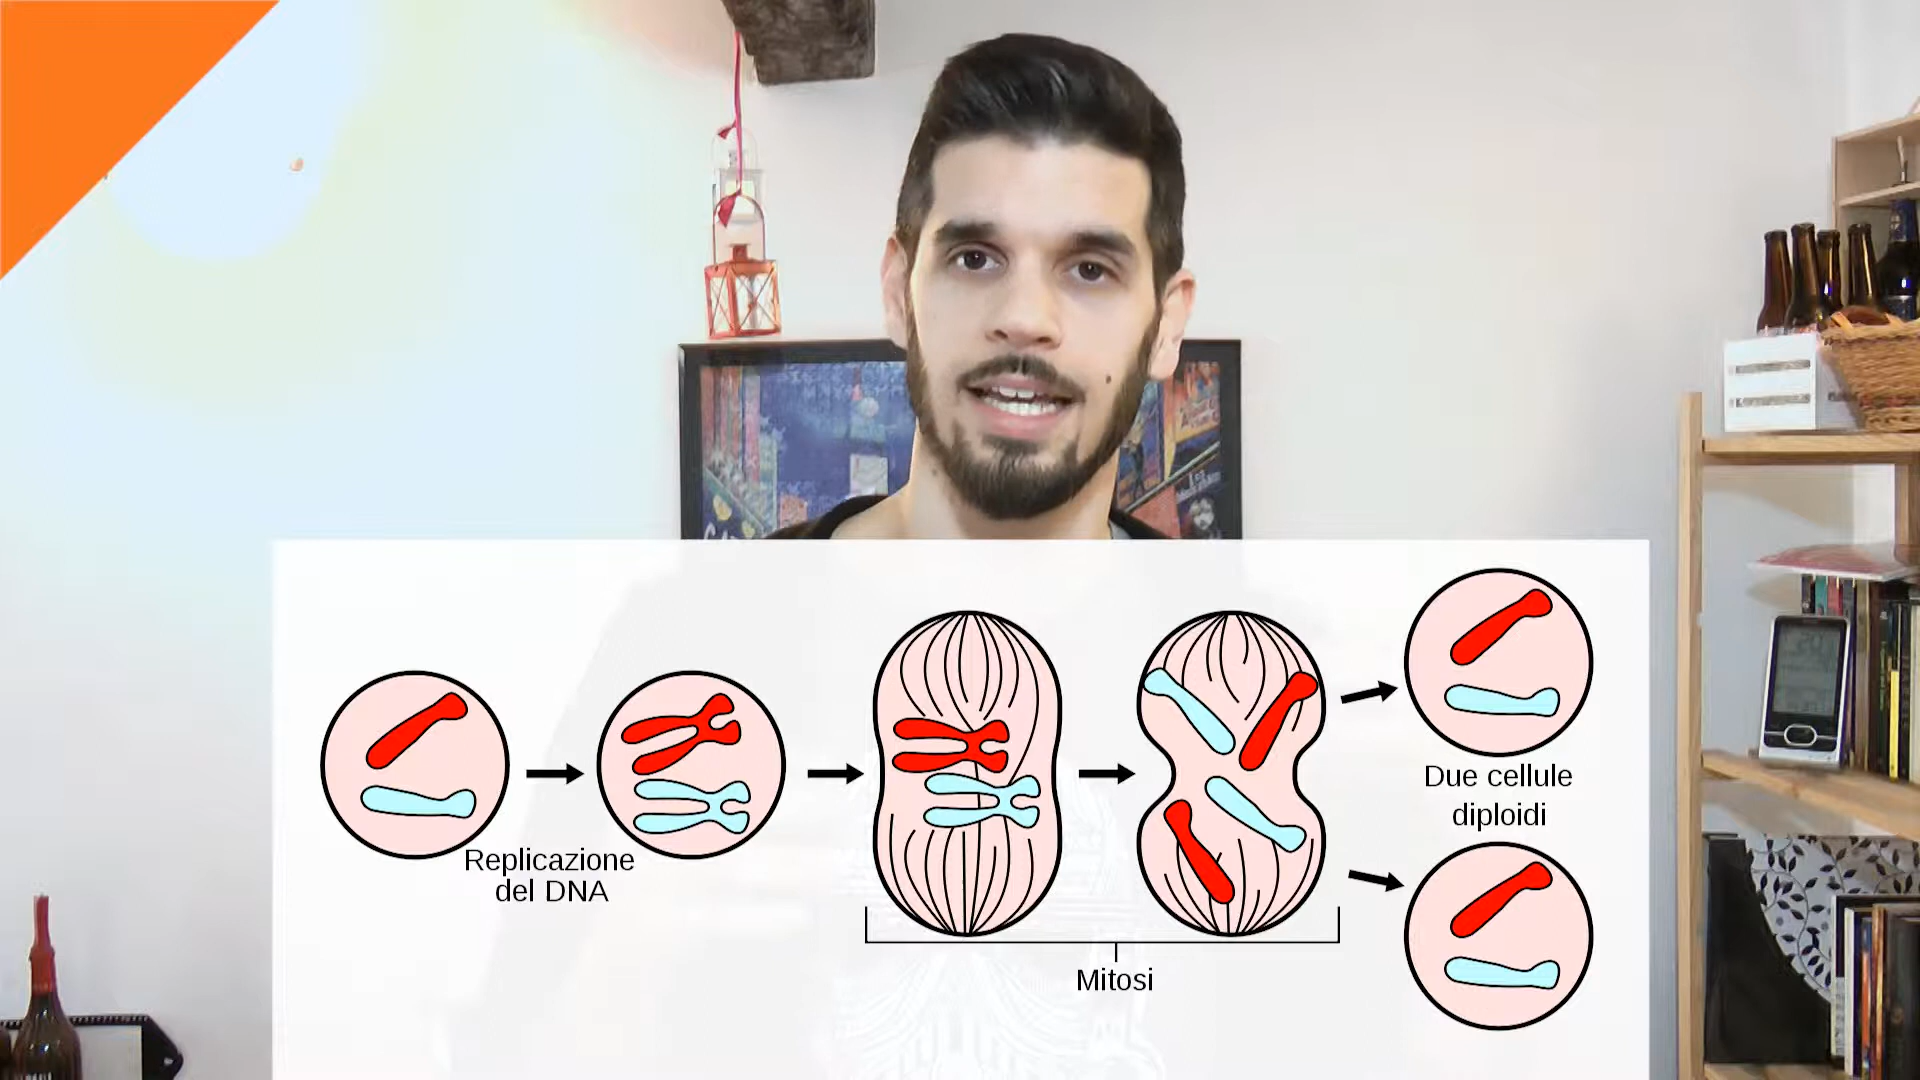 Replicazione
del DNA
Mitosi
Due cellule
diploidi